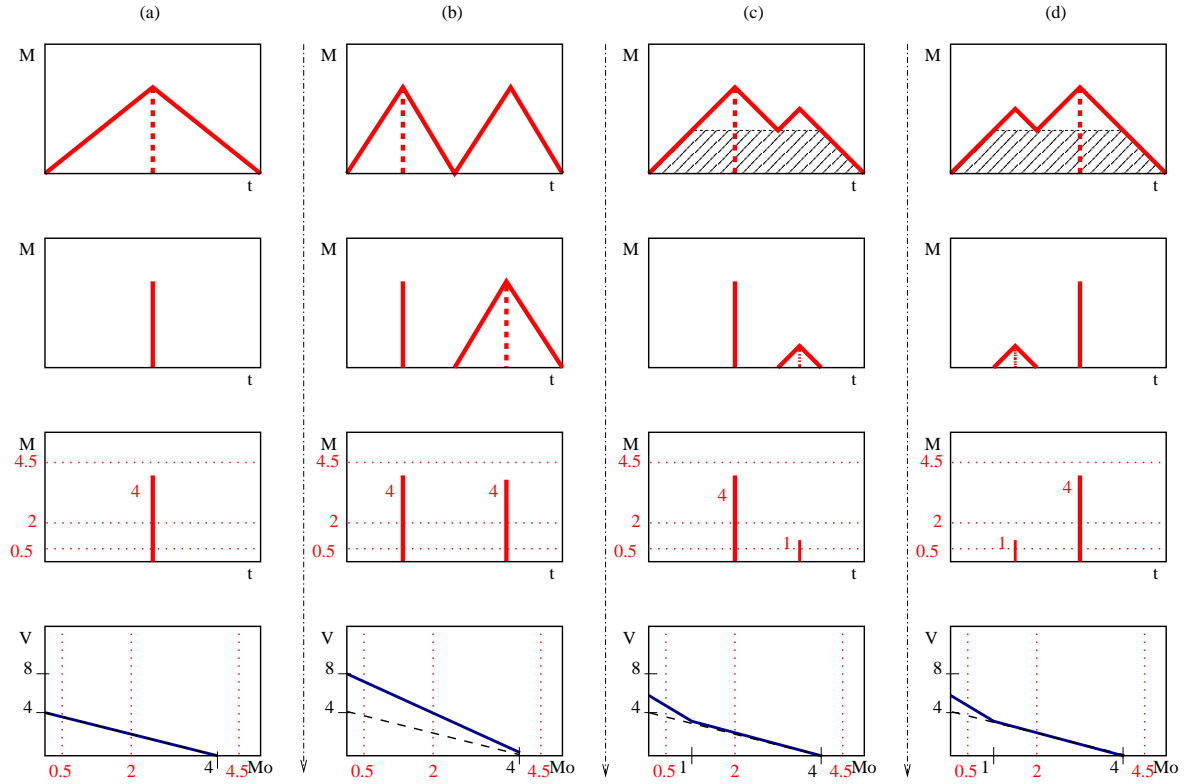 (a) (b) (c) (d)
M M M M
t t t t
M M M M
t t t t
M M M M
4.5 4.5 4.5 4.5
4 4 4 4 4
2 2 2 2
1 1
0.5 0.5 0.5 0.5
t t t t
V V V V
8 8 8 8
4 4 4 4
4 4 1 4 1 4
0.5 2 4.5 Mo 0.5 2 4.5 Mo 0.5 2 4.5 Mo 0.5 2 4.5 Mo